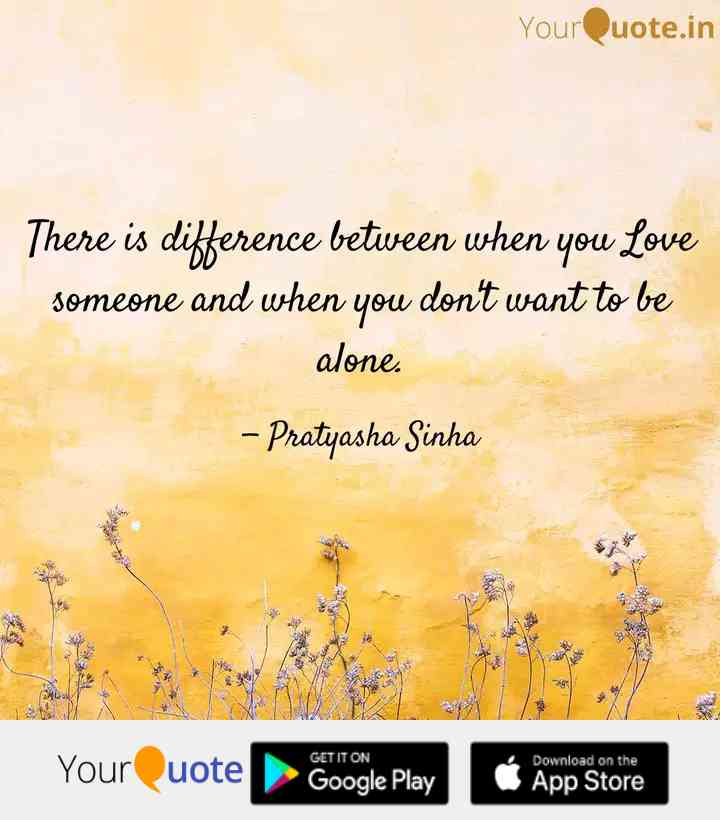 YourQuote.in
There is difference between when you Love
someone and when you don't want to be
alone.
– Pratyasha Sinha
YourQuote
GET IT ON
Google Play
Download on the
App Store